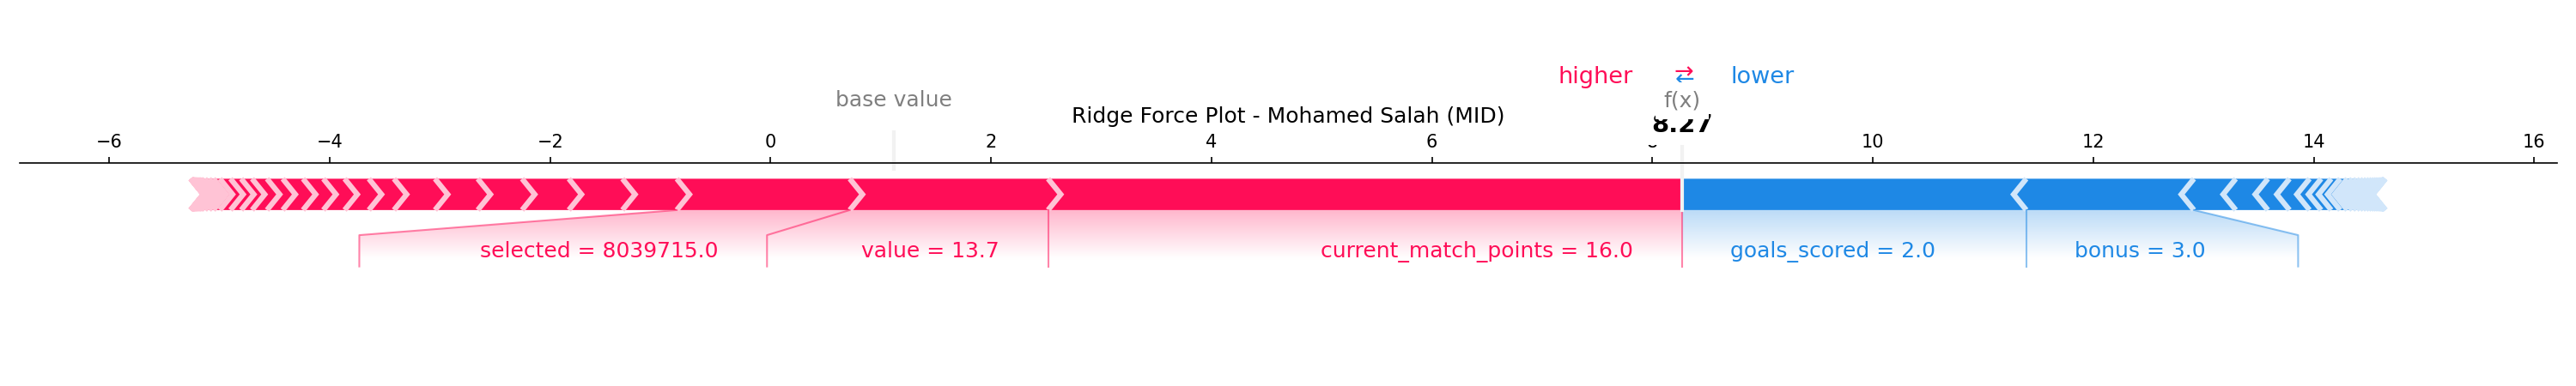 higher ⇄ lower
base value f(x)
Ridge Force Plot - Mohamed Salah (MID) 8.27
−6 −4 −2 0 2 4 6 8 10 12 14 16
selected = 8039715.0 value = 13.7 current_match_points = 16.0 goals_scored = 2.0 bonus = 3.0